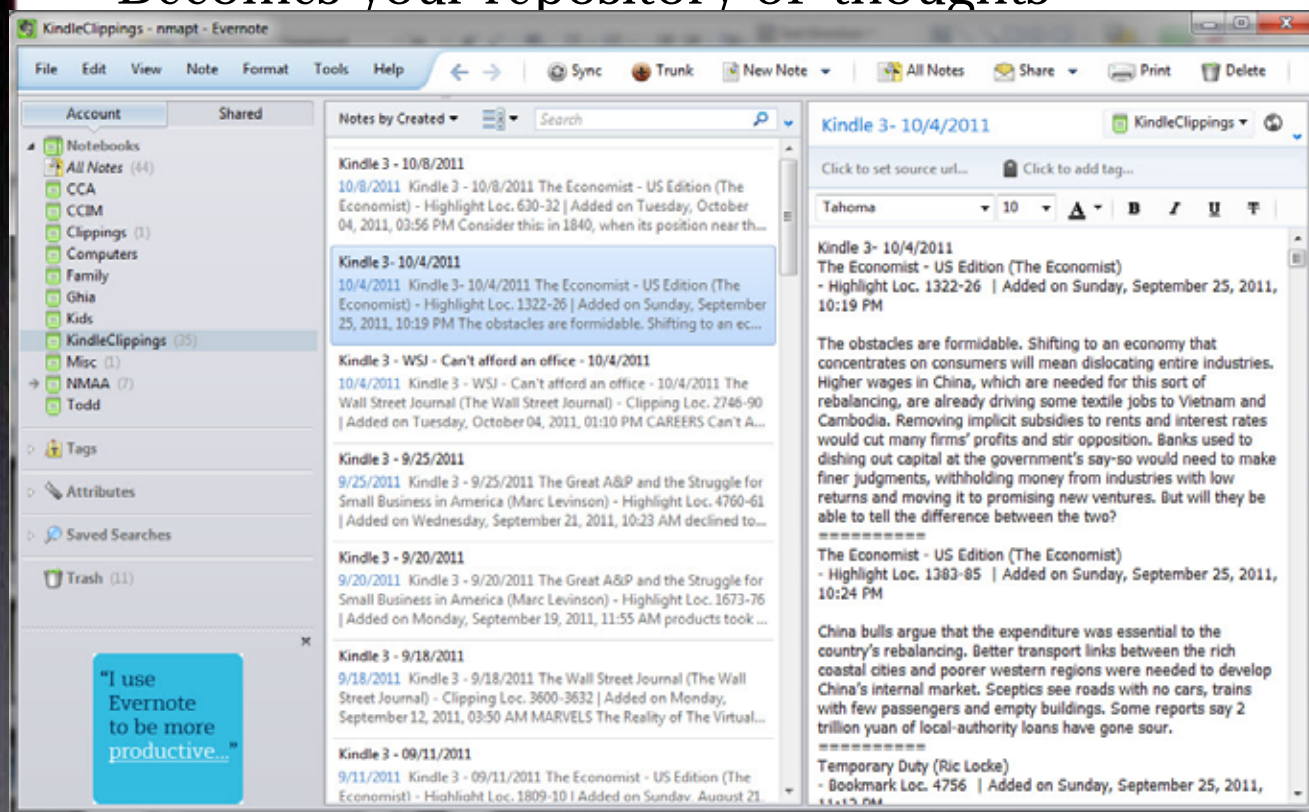 Becomes your repository of thoughts
KindleClippings - nmapt - Evernote
File Edit View Note Format Tools Help Sync Trunk New Note All Notes Share Print Delete
Account Shared
Notebooks
All Notes (44)
CCA
CCIM
Clippings (1)
Computers
Family
Ghia
Kids
KindleClippings (35)
Misc (1)
NMAA (7)
Todd
Tags
Attributes
Saved Searches
Trash (11)
"I use
Evernote
to be more
productive..."
Notes by Created Search
Kindle 3 - 10/8/2011
10/8/2011 Kindle 3 - 10/8/2011 The Economist - US Edition (The
Economist) - Highlight Loc. 630-32 | Added on Tuesday, October
04, 2011, 03:56 PM Consider this: in 1840, when its position near th...
Kindle 3- 10/4/2011
10/4/2011 Kindle 3- 10/4/2011 The Economist - US Edition (The
Economist) - Highlight Loc. 1322-26 | Added on Sunday, September
25, 2011, 10:19 PM The obstacles are formidable. Shifting to an ec...
Kindle 3 - WSJ - Can't afford an office - 10/4/2011
10/4/2011 Kindle 3 - WSJ - Can't afford an office - 10/4/2011 The
Wall Street Journal (The Wall Street Journal) - Clipping Loc. 2746-90
| Added on Tuesday, October 04, 2011, 01:10 PM CAREERS Can't A...
Kindle 3 - 9/25/2011
9/25/2011 Kindle 3 - 9/25/2011 The Great A&P and the Struggle for
Small Business in America (Marc Levinson) - Highlight Loc. 4760-61
| Added on Wednesday, September 21, 2011, 10:23 AM declined to...
Kindle 3 - 9/20/2011
9/20/2011 Kindle 3 - 9/20/2011 The Great A&P and the Struggle for
Small Business in America (Marc Levinson) - Highlight Loc. 1673-76
| Added on Monday, September 19, 2011, 11:55 AM products took ...
Kindle 3 - 9/18/2011
9/18/2011 Kindle 3 - 9/18/2011 The Wall Street Journal (The Wall
Street Journal) - Clipping Loc. 3600-3632 | Added on Monday,
September 12, 2011, 03:50 AM MARVELS The Reality of The Virtual...
Kindle 3 - 09/11/2011
9/11/2011 Kindle 3 - 09/11/2011 The Economist - US Edition (The
Economist) - Highlight Loc. 1809-10 | Added on Sunday, August 21,
Kindle 3- 10/4/2011 KindleClippings
Click to set source url... Click to add tag...
Tahoma 10 A B I U T
Kindle 3- 10/4/2011
The Economist - US Edition (The Economist)
- Highlight Loc. 1322-26 | Added on Sunday, September 25, 2011,
10:19 PM
The obstacles are formidable. Shifting to an economy that
concentrates on consumers will mean dislocating entire industries.
Higher wages in China, which are needed for this sort of
rebalancing, are already driving some textile jobs to Vietnam and
Cambodia. Removing implicit subsidies to rents and interest rates
would cut many firms' profits and stir opposition. Banks used to
dishing out capital at the government's say-so would need to make
finer judgments, withholding money from industries with low
returns and moving it to promising new ventures. But will they be
able to tell the difference between the two?
==========
The Economist - US Edition (The Economist)
- Highlight Loc. 1383-85 | Added on Sunday, September 25, 2011,
10:24 PM
China bulls argue that the expenditure was essential to the
country's rebalancing. Better transport links between the rich
coastal cities and poorer western regions were needed to develop
China's internal market. Sceptics see roads with no cars, trains
with few passengers and empty buildings. Some reports say 2
trillion yuan of local-authority loans have gone sour.
==========
Temporary Duty (Ric Locke)
- Bookmark Loc. 4756 | Added on Sunday, September 25, 2011,
11:12 PM